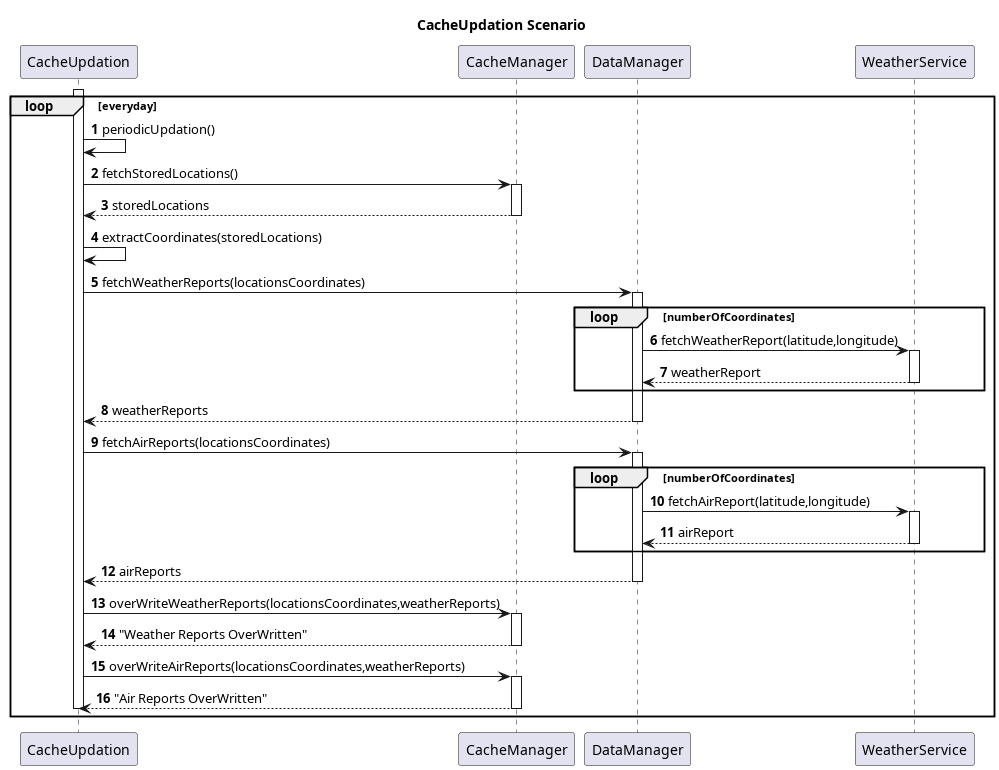 CacheUpdation Scenario
CacheUpdation CacheManager DataManager WeatherService
loop [everyday]
1 periodicUpdation()
2 fetchStoredLocations()
3 storedLocations
4 extractCoordinates(storedLocations)
5 fetchWeatherReports(locationsCoordinates)
loop [numberOfCoordinates]
6 fetchWeatherReport(latitude,longitude)
7 weatherReport
8 weatherReports
9 fetchAirReports(locationsCoordinates)
loop [numberOfCoordinates]
10 fetchAirReport(latitude,longitude)
11 airReport
12 airReports
13 overWriteWeatherReports(locationsCoordinates,weatherReports)
14 "Weather Reports OverWritten"
15 overWriteAirReports(locationsCoordinates,weatherReports)
16 "Air Reports OverWritten"
CacheUpdation CacheManager DataManager WeatherService